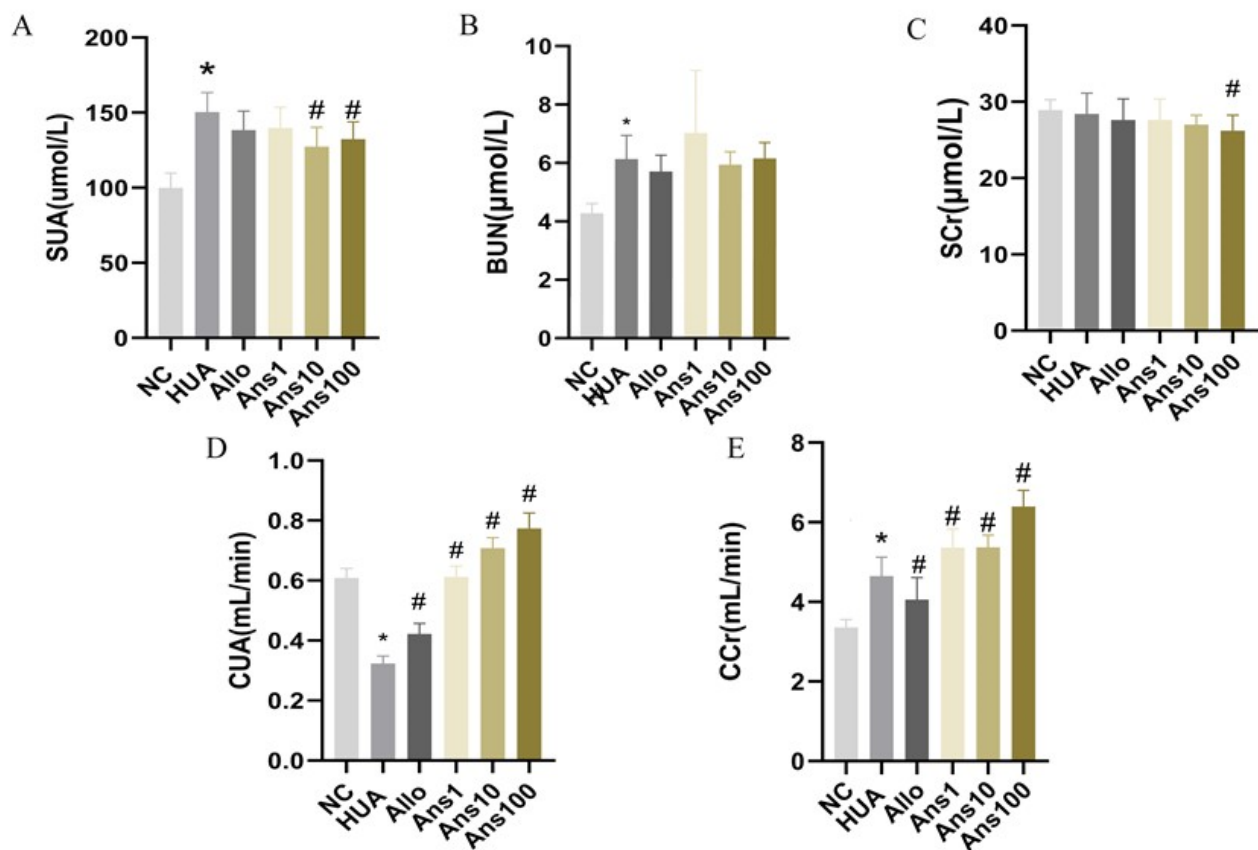 A
SUA(umol/L)
200
150
100
50
0
*
#
#
NC
HUA
Allo
Ans1
Ans10
Ans100
B
BUN(μmol/L)
10
8
6
4
2
0
*
NC
HUA
Allo
Ans1
Ans10
Ans100
C
SCr(μmol/L)
40
30
20
10
0
#
NC
HUA
Allo
Ans1
Ans10
Ans100
D
CUA(mL/min)
1.0
0.8
0.6
0.4
0.2
0.0
*
#
#
#
#
NC
HUA
Allo
Ans1
Ans10
Ans100
E
CCr(mL/min)
8
6
4
2
0
*
#
#
#
#
NC
HUA
Allo
Ans1
Ans10
Ans100